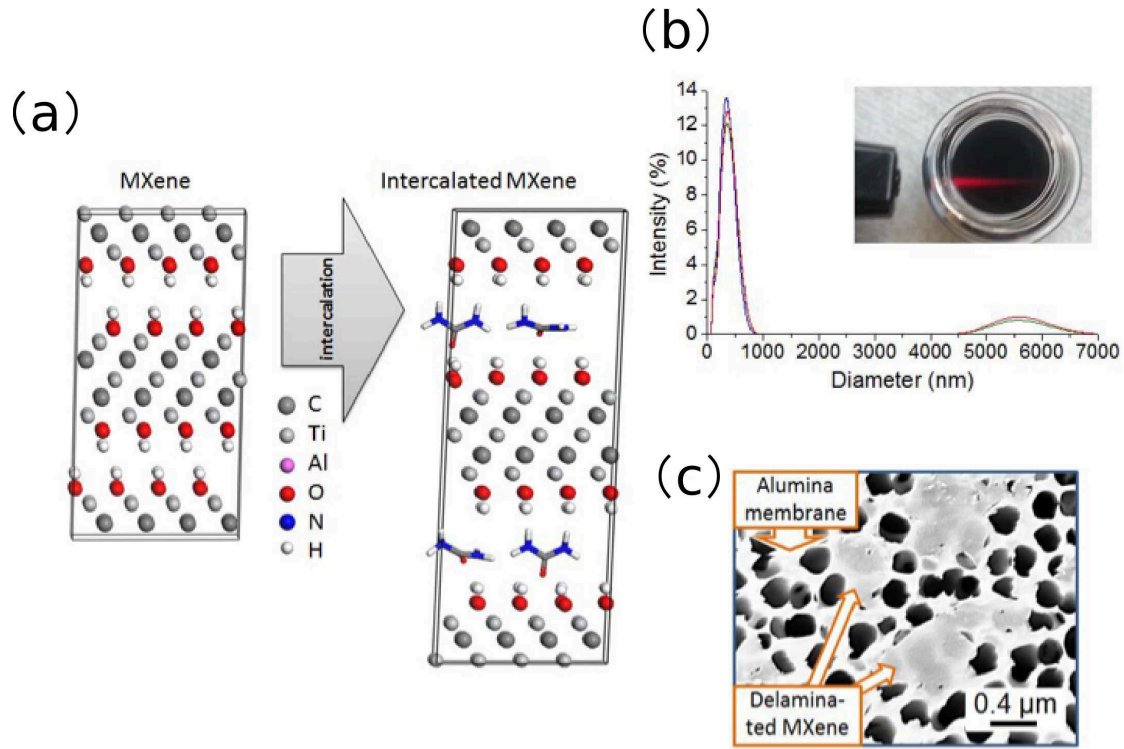 (a)
MXene
Intercalated MXene
intercalation
C
Ti
Al
O
N
H
(b)
14
12
10
8
6
4
2
0
Intensity (%)
0 1000 2000 3000 4000 5000 6000 7000
Diameter (nm)
(c)
Alumina
membrane
Delamina-
ted MXene
0.4 µm